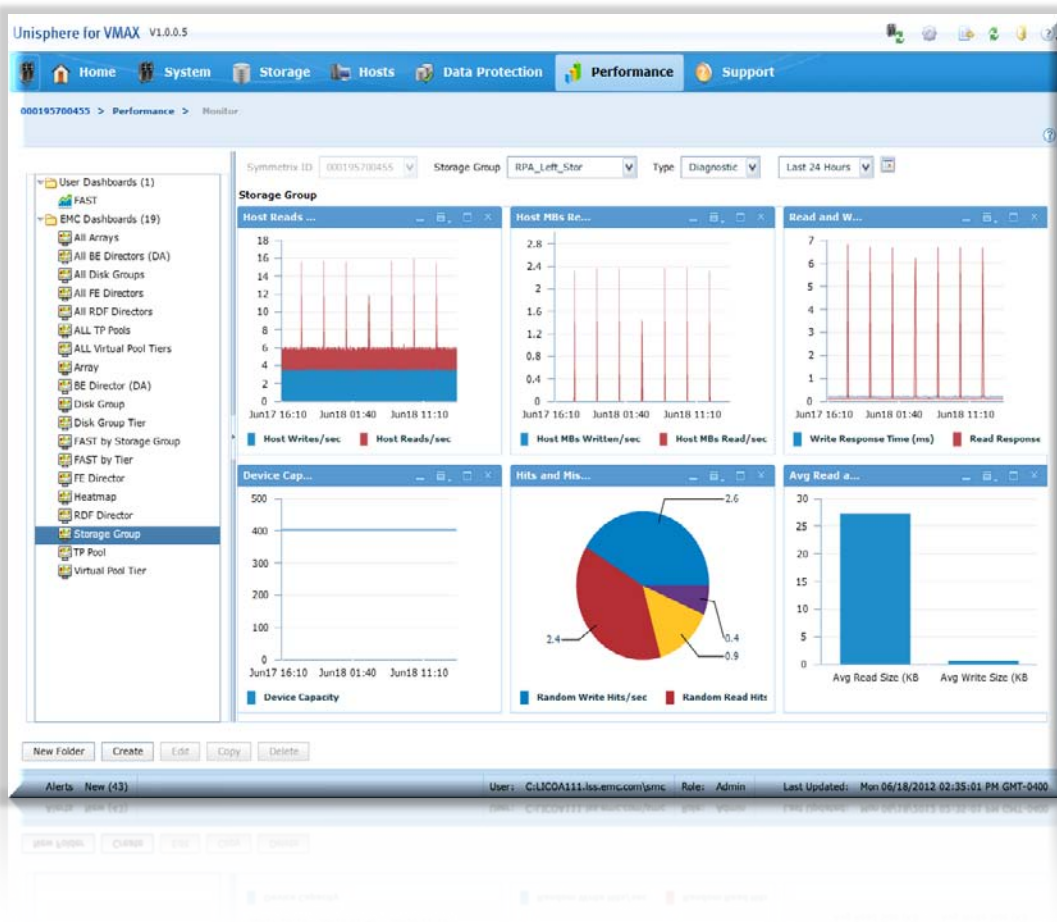 Unisphere for VMAX V1.0.0.5
Home System Storage Hosts Data Protection Performance Support
000195700455 > Performance > Monitor
Symmetrix ID 000195700455 Storage Group RPA_Left_Stor Type Diagnostic Last 24 Hours
User Dashboards (1)
FAST
EMC Dashboards (19)
All Arrays
All BE Directors (DA)
All Disk Groups
All FE Directors
All RDF Directors
ALL TP Pools
ALL Virtual Pool Tiers
Array
BE Director (DA)
Disk Group
Disk Group Tier
FAST by Storage Group
FAST by Tier
FE Director
Heatmap
RDF Director
Storage Group
TP Pool
Virtual Pool Tier
Storage Group
Host Reads ...
18
16
14
12
10
8
6
4
2
0
Jun17 16:10 Jun18 01:40 Jun18 11:10
Host Writes/sec Host Reads/sec
Host MBs Re...
2.8
2.4
2
1.6
1.2
0.8
0.4
0
Jun17 16:10 Jun18 01:40 Jun18 11:10
Host MBs Written/sec Host MBs Read/sec
Read and W...
7
6
5
4
3
2
1
0
Jun17 16:10 Jun18 01:40 Jun18 11:10
Write Response Time (ms) Read Response
Device Cap...
500
400
300
200
100
0
Jun17 16:10 Jun18 01:40 Jun18 11:10
Device Capacity
Hits and Mis...
2.6
2.4
0.4
0.9
Random Write Hits/sec Random Read Hits
Avg Read a...
30
25
20
15
10
5
0
Avg Read Size (KB Avg Write Size (KB
New Folder Create Edit Copy Delete
Alerts New (43) User: C:LICOA111.lss.emc.com\smc Role: Admin Last Updated: Mon 06/18/2012 02:35:01 PM GMT-0400